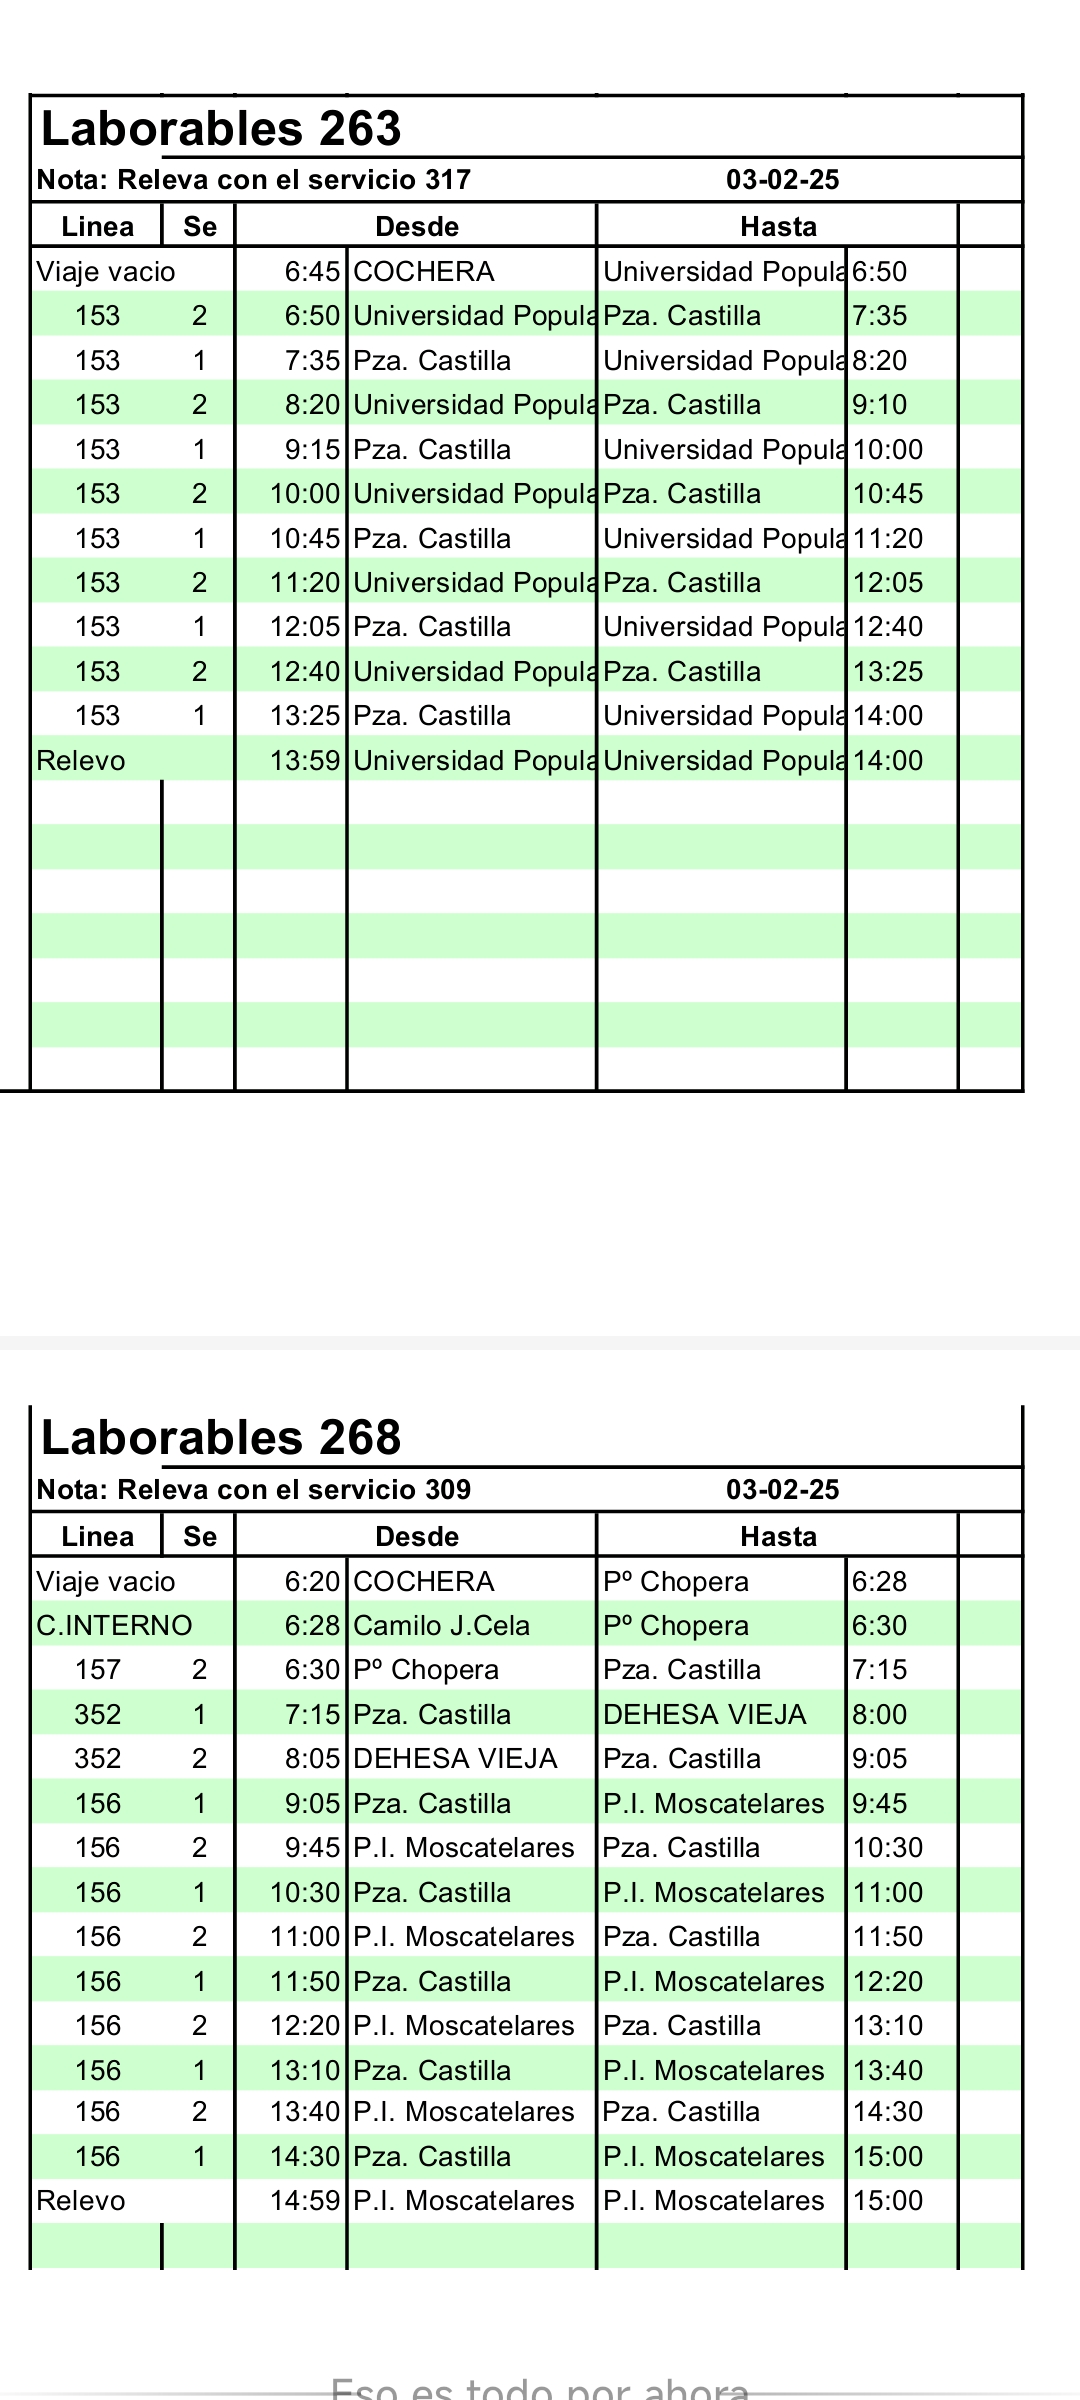 Laborables 263
Nota: Releva con el servicio 317 03-02-25
Linea Se Desde Hasta
Viaje vacio 6:45 COCHERA Universidad Popula 6:50
153 2 6:50 Universidad Popula Pza. Castilla 7:35
153 1 7:35 Pza. Castilla Universidad Popula 8:20
153 2 8:20 Universidad Popula Pza. Castilla 9:10
153 1 9:15 Pza. Castilla Universidad Popula 10:00
153 2 10:00 Universidad Popula Pza. Castilla 10:45
153 1 10:45 Pza. Castilla Universidad Popula 11:20
153 2 11:20 Universidad Popula Pza. Castilla 12:05
153 1 12:05 Pza. Castilla Universidad Popula 12:40
153 2 12:40 Universidad Popula Pza. Castilla 13:25
153 1 13:25 Pza. Castilla Universidad Popula 14:00
Relevo 13:59 Universidad Popula Universidad Popula 14:00
Laborables 268
Nota: Releva con el servicio 309 03-02-25
Linea Se Desde Hasta
Viaje vacio 6:20 COCHERA Pº Chopera 6:28
C.INTERNO 6:28 Camilo J.Cela Pº Chopera 6:30
157 2 6:30 Pº Chopera Pza. Castilla 7:15
352 1 7:15 Pza. Castilla DEHESA VIEJA 8:00
352 2 8:05 DEHESA VIEJA Pza. Castilla 9:05
156 1 9:05 Pza. Castilla P.I. Moscatelares 9:45
156 2 9:45 P.I. Moscatelares Pza. Castilla 10:30
156 1 10:30 Pza. Castilla P.I. Moscatelares 11:00
156 2 11:00 P.I. Moscatelares Pza. Castilla 11:50
156 1 11:50 Pza. Castilla P.I. Moscatelares 12:20
156 2 12:20 P.I. Moscatelares Pza. Castilla 13:10
156 1 13:10 Pza. Castilla P.I. Moscatelares 13:40
156 2 13:40 P.I. Moscatelares Pza. Castilla 14:30
156 1 14:30 Pza. Castilla P.I. Moscatelares 15:00
Relevo 14:59 P.I. Moscatelares P.I. Moscatelares 15:00
Eso es todo por ahora